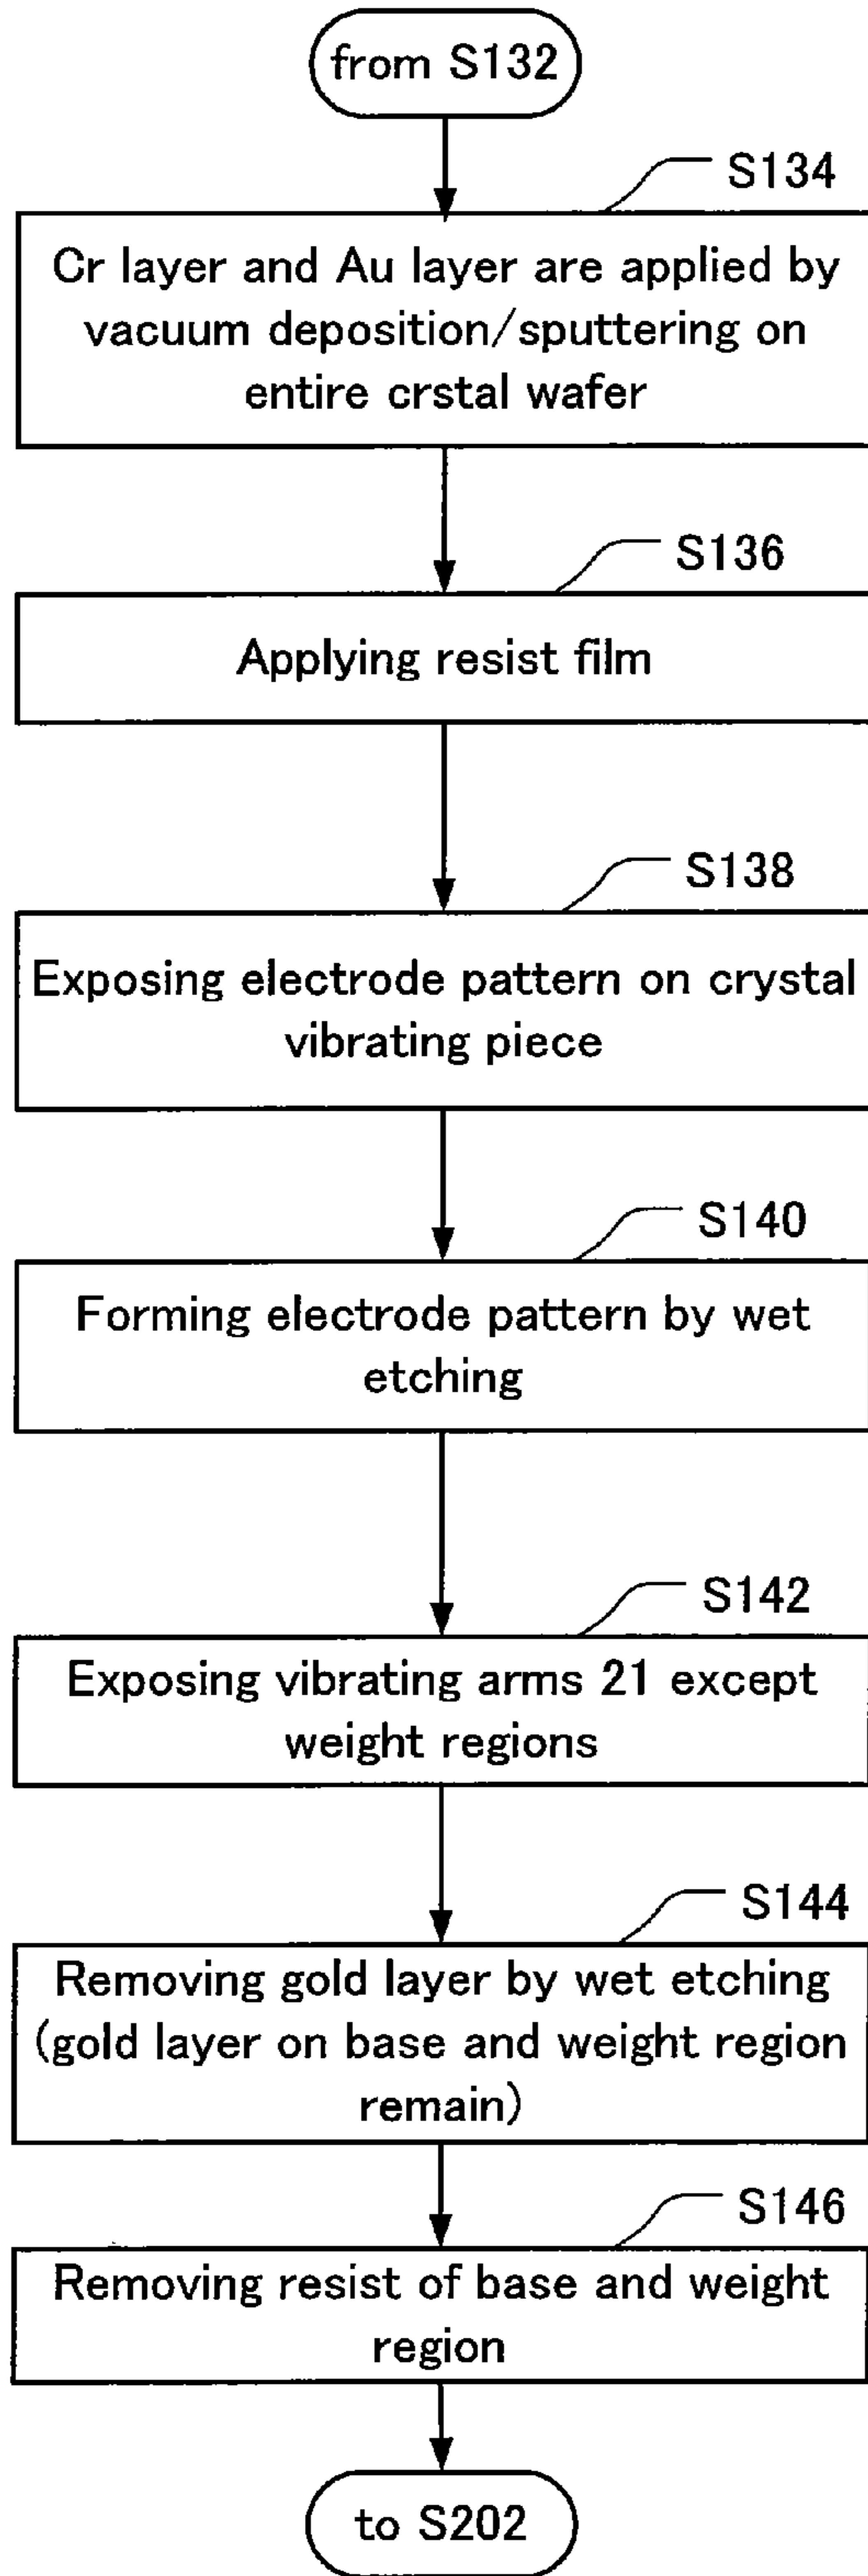 from S132
S134
Cr layer and Au layer are applied by
vacuum deposition/sputtering on
entire crstal wafer
S136
Applying resist film
S138
Exposing electrode pattern on crystal
vibrating piece
S140
Forming electrode pattern by wet
etching
S142
Exposing vibrating arms 21 except
weight regions
S144
Removing gold layer by wet etching
(gold layer on base and weight region
remain)
S146
Removing resist of base and weight
region
to S202